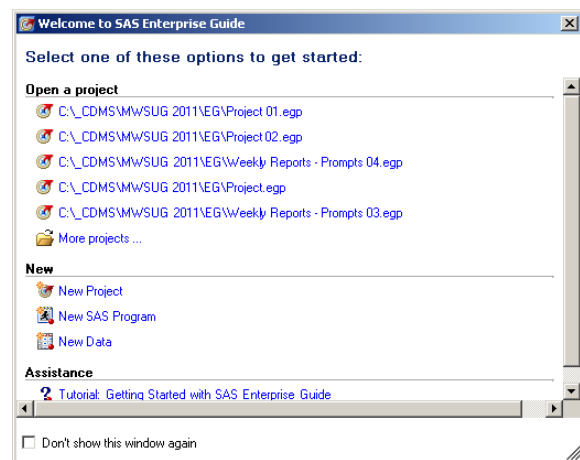 Welcome to SAS Enterprise Guide
Select one of these options to get started:
Open a project
C:\_CDMS\MWSUG 2011\EG\Project 01.egp
C:\_CDMS\MWSUG 2011\EG\Project 02.egp
C:\_CDMS\MWSUG 2011\EG\Weekly Reports - Prompts 04.egp
C:\_CDMS\MWSUG 2011\EG\Project.egp
C:\_CDMS\MWSUG 2011\EG\Weekly Reports - Prompts 03.egp
More projects ...
New
New Project
New SAS Program
New Data
Assistance
Tutorial: Getting Started with SAS Enterprise Guide
Don't show this window again